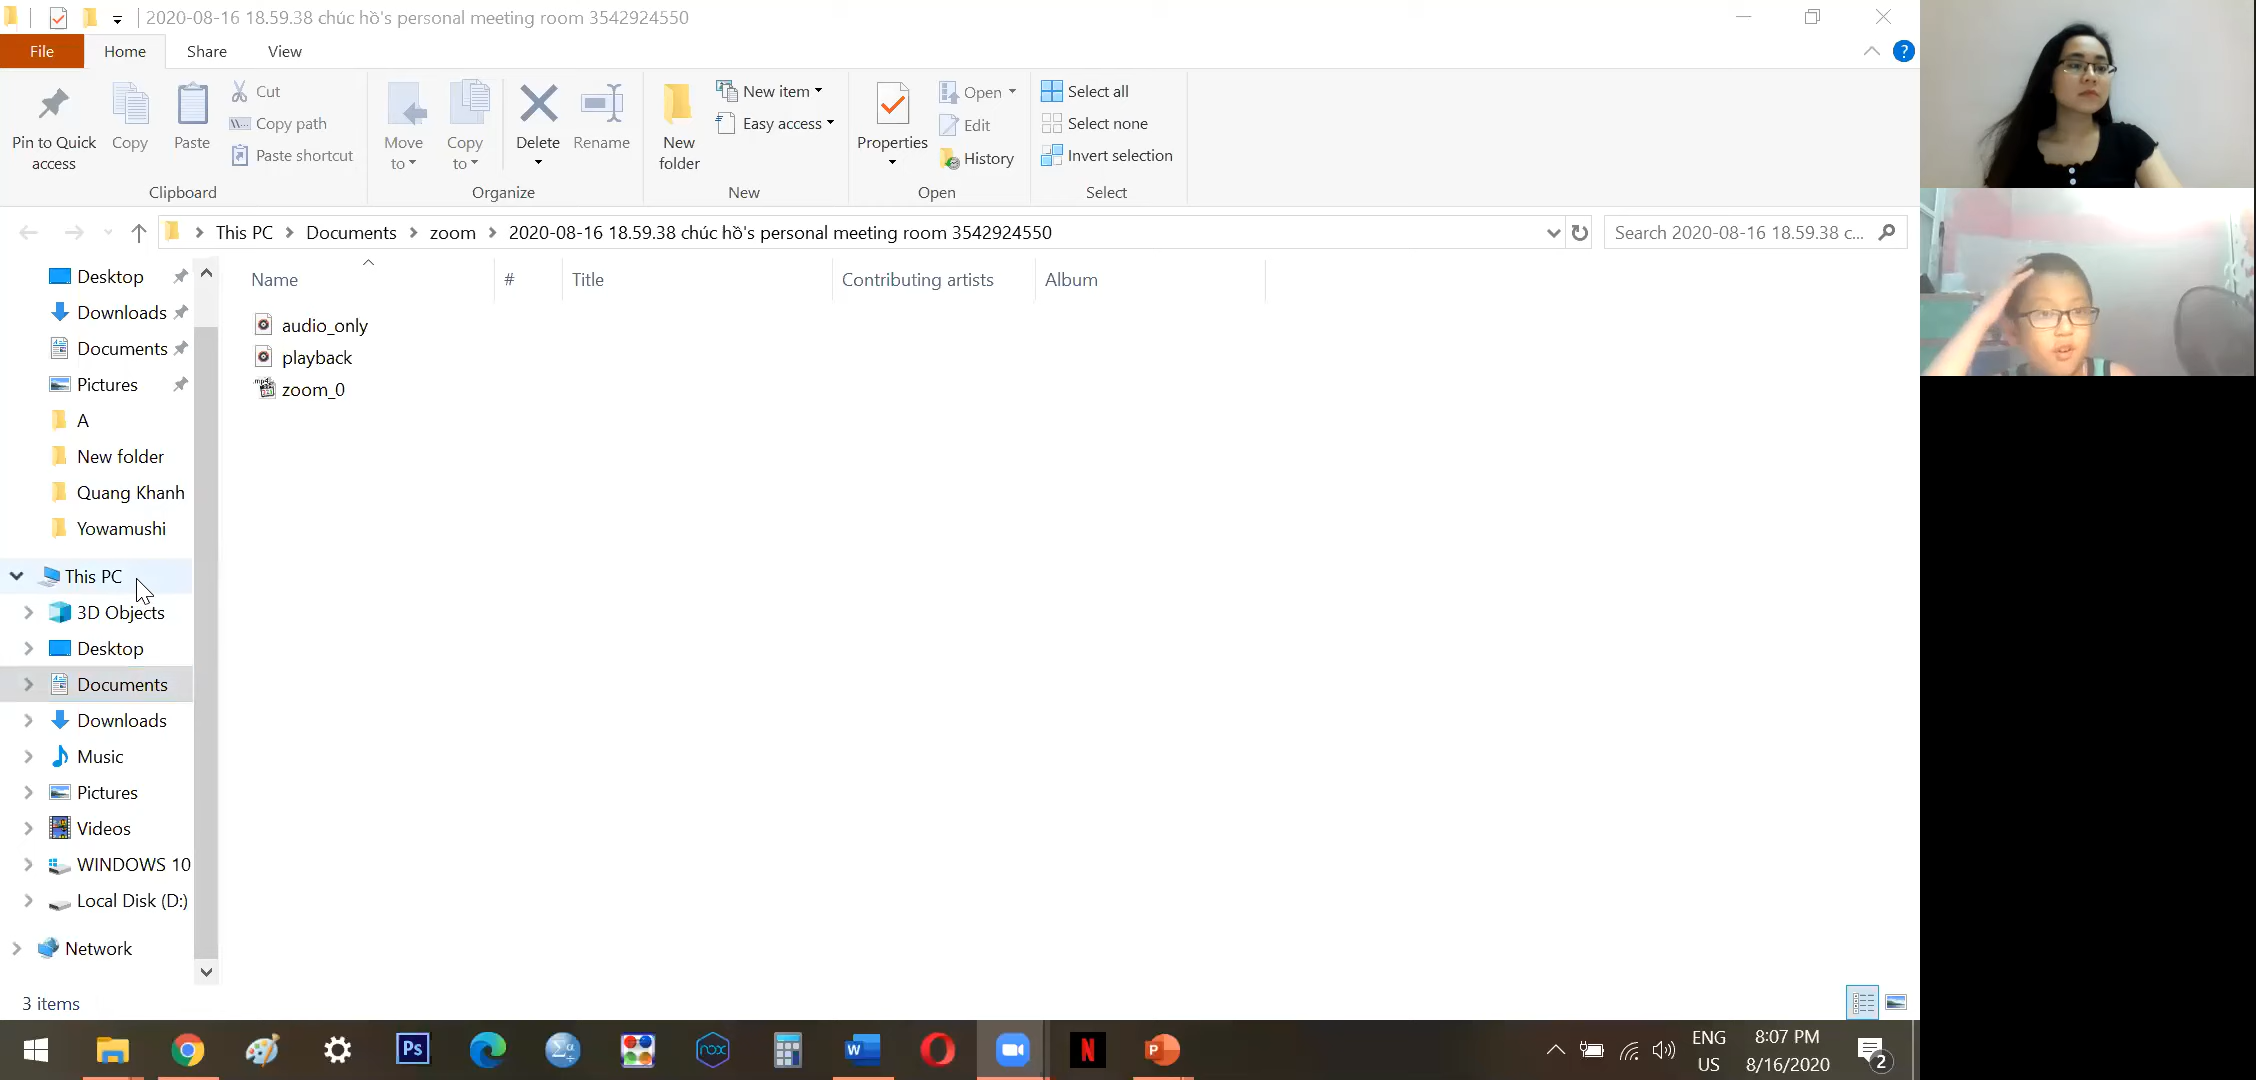 2020-08-16 18.59.38 chúc hồ's personal meeting room 3542924550
File Home Share View
Pin to Quick access
Copy
Paste
Cut
Copy path
Paste shortcut
Clipboard
Move to
Copy to
Delete
Rename
Organize
New folder
New item
Easy access
New
Properties
Open
Edit
History
Open
Select all
Select none
Invert selection
Select
This PC Documents zoom 2020-08-16 18.59.38 chúc hồ's personal meeting room 3542924550
Search 2020-08-16 18.59.38 c...
Name # Title Contributing artists Album
audio_only
playback
zoom_0
Desktop
Downloads
Documents
Pictures
A
New folder
Quang Khanh
Yowamushi
This PC
3D Objects
Desktop
Documents
Downloads
Music
Pictures
Videos
WINDOWS 10
Local Disk (D:)
Network
3 items
Ps
nox
W
N
P
ENG
US
8:07 PM
8/16/2020
2